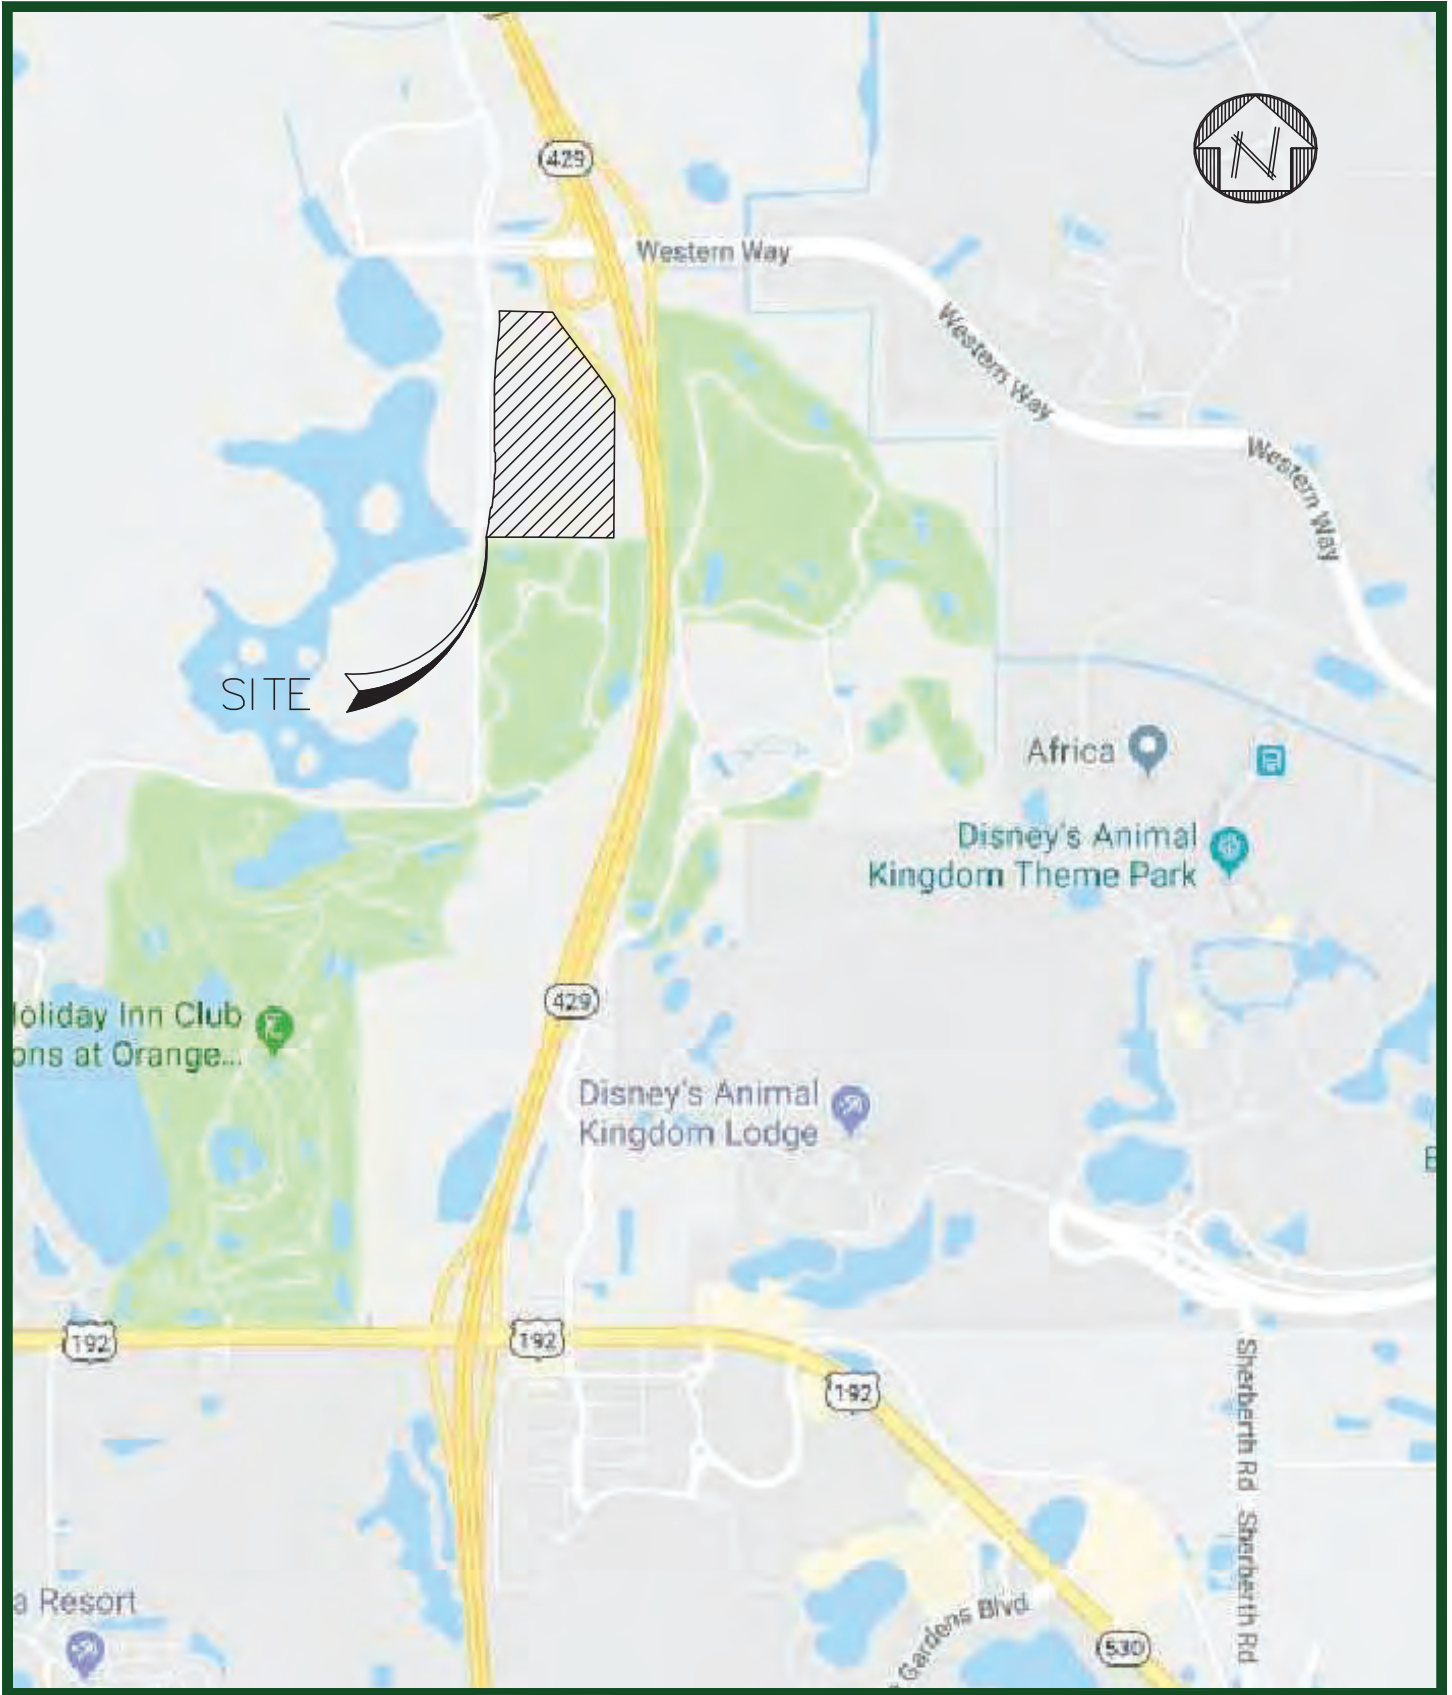 N
429
Western Way
Western Way
Western Way
SITE
Africa
Disney's Animal
Kingdom Theme Park
429
Holiday Inn Club
ons at Orange...
Disney's Animal
Kingdom Lodge
E
192
192
192
Sherberth Rd
Sherberth Rd
a Resort
Gardens Blvd
530